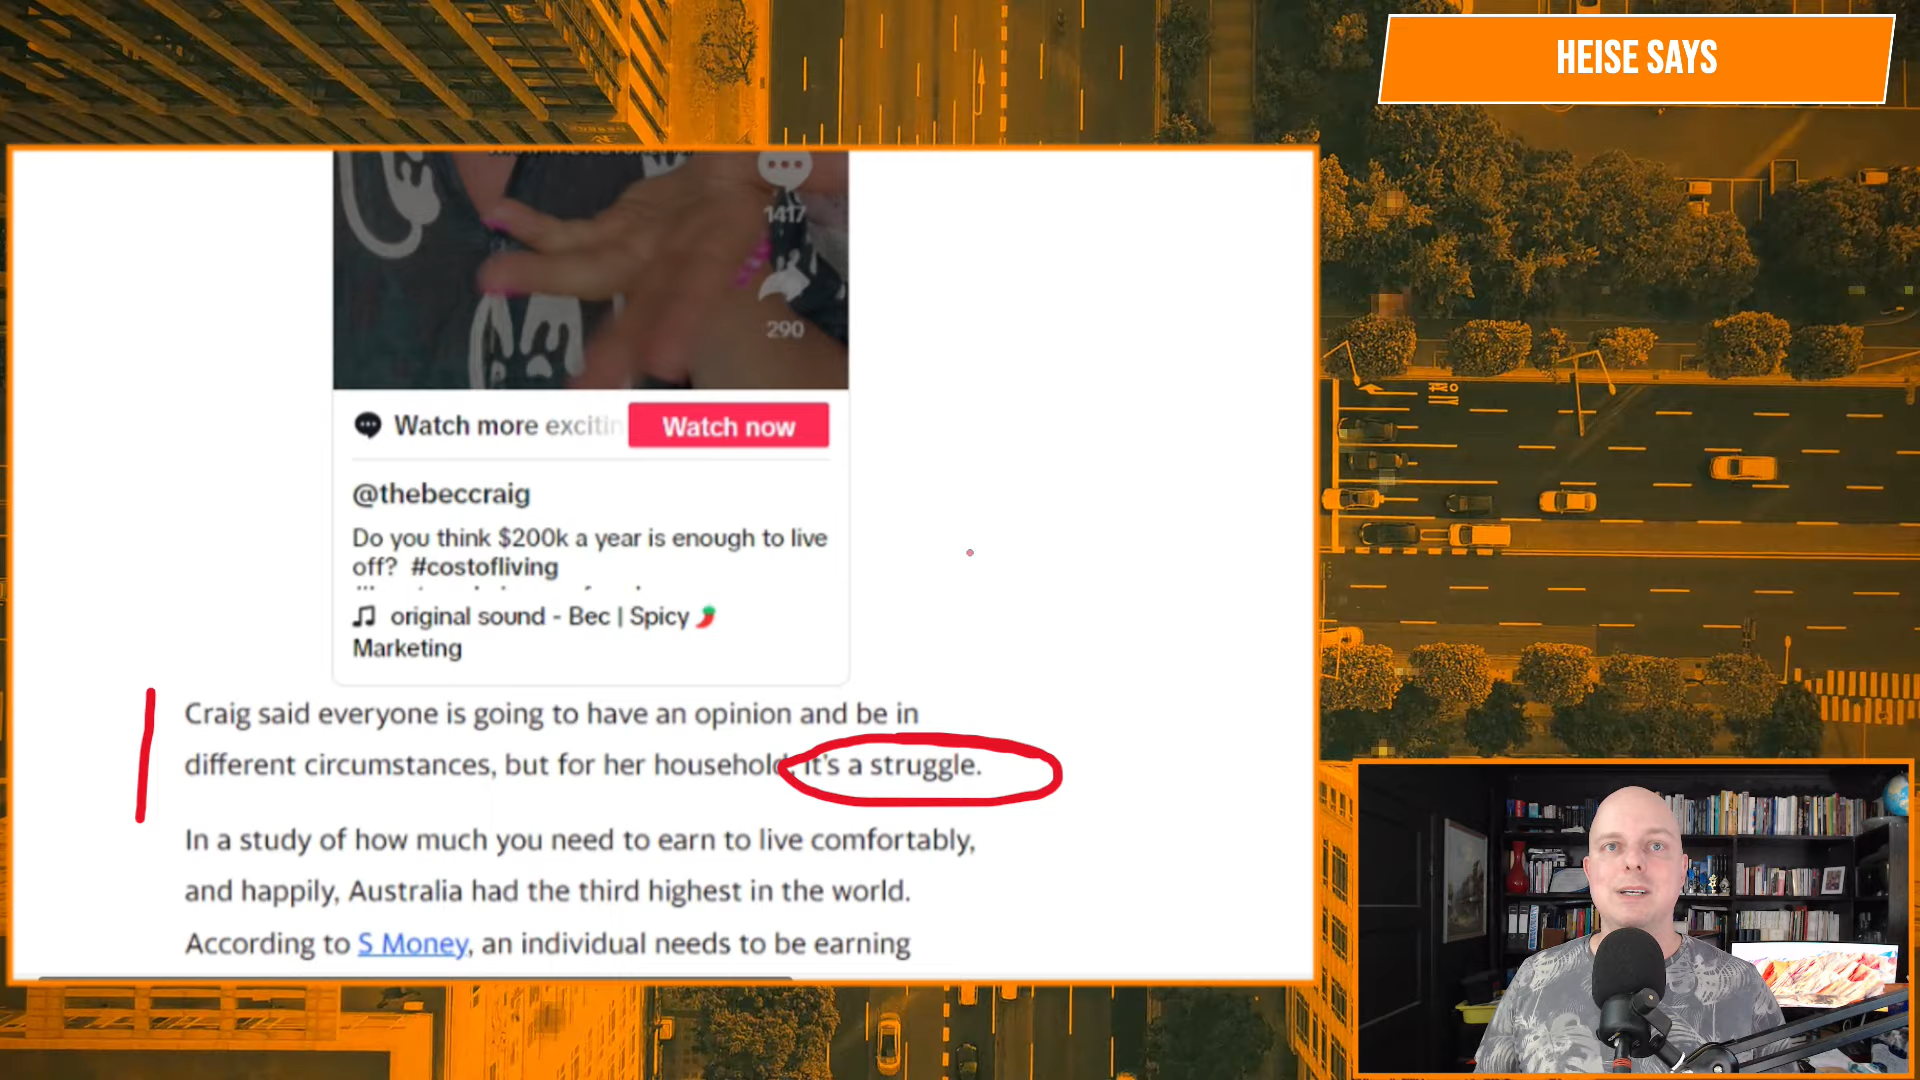 HEISE SAYS
1417
290
Watch more excitin
Watch now
@thebeccraig
Do you think $200k a year is enough to live
off? #costofliving
original sound - Bec | Spicy 🌶️
Marketing
Craig said everyone is going to have an opinion and be in
different circumstances, but for her household, it's a struggle.
In a study of how much you need to earn to live comfortably,
and happily, Australia had the third highest in the world.
According to S Money, an individual needs to be earning